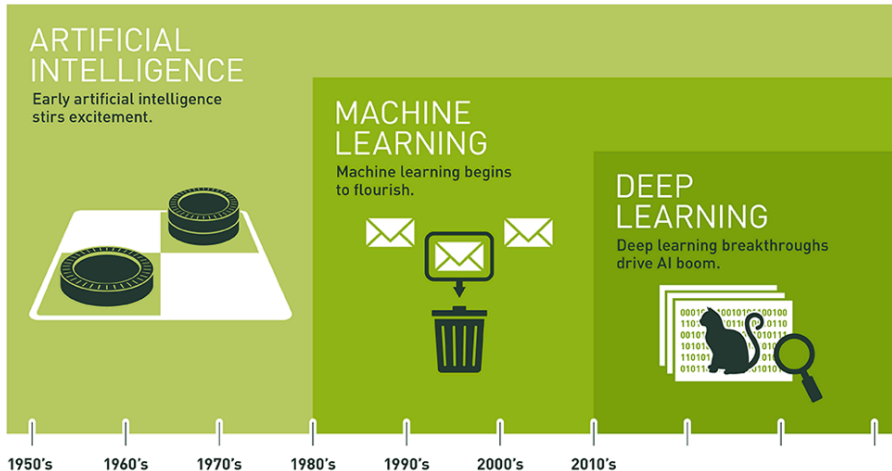 ARTIFICIAL
INTELLIGENCE
Early artificial intelligence
stirs excitement.
MACHINE
LEARNING
Machine learning begins
to flourish.
DEEP
LEARNING
Deep learning breakthroughs
drive AI boom.
1950's 1960's 1970's 1980's 1990's 2000's 2010's